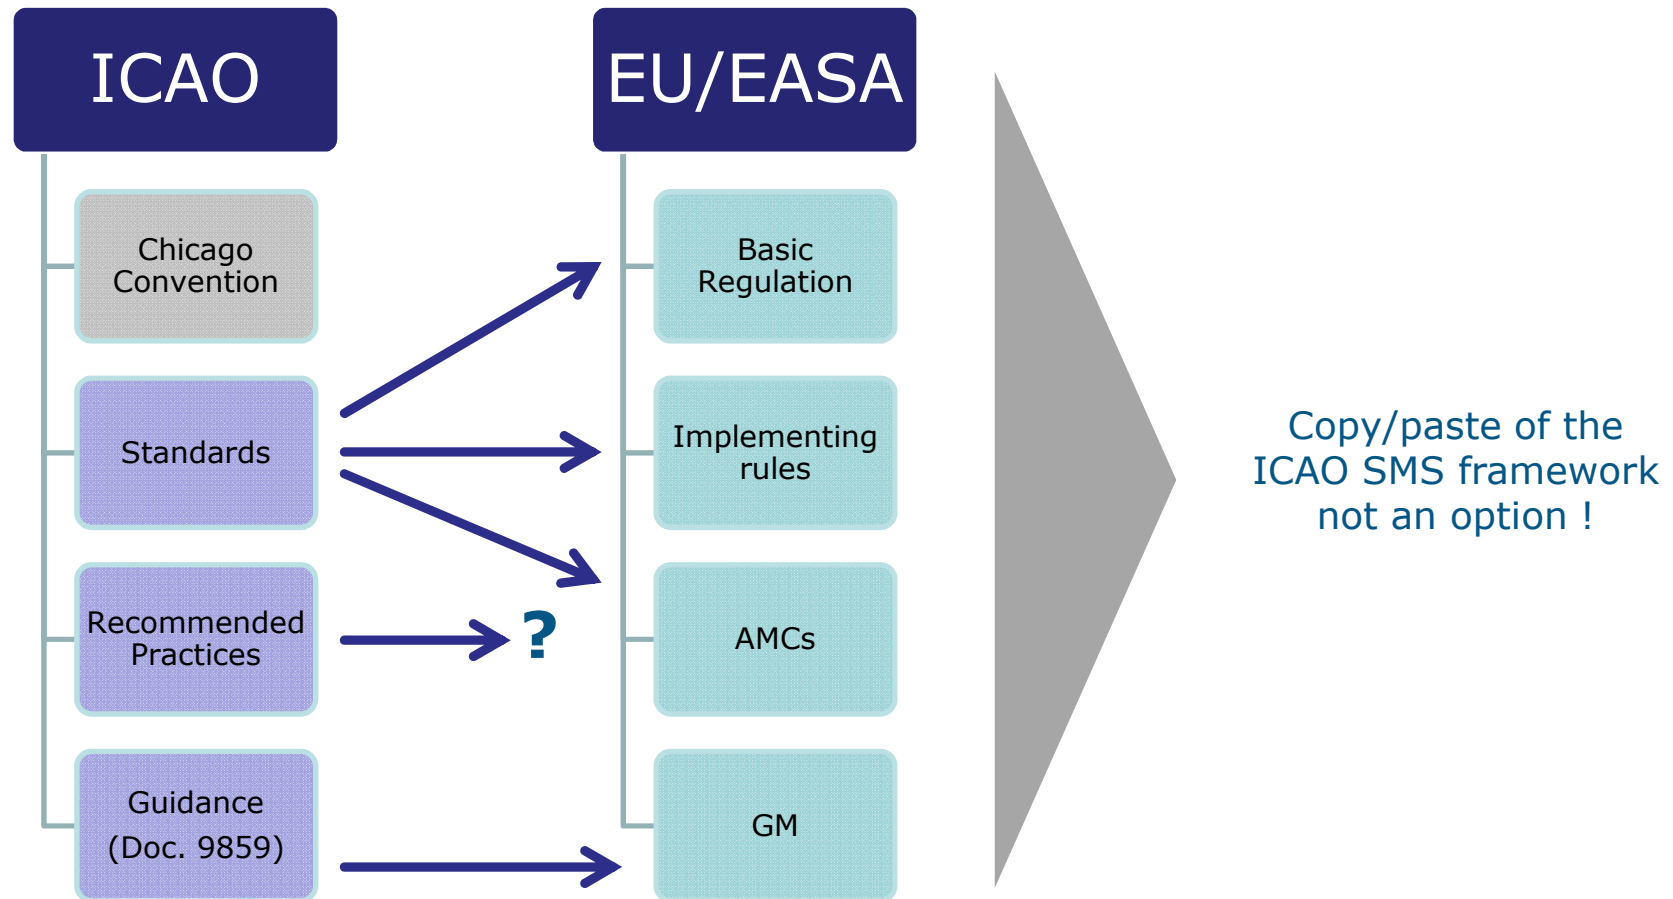 ICAO
Chicago
Convention
Standards
Recommended
Practices
Guidance
(Doc. 9859)
?
EU/EASA
Basic
Regulation
Implementing
rules
AMCs
GM
Copy/paste of the
ICAO SMS framework
not an option !